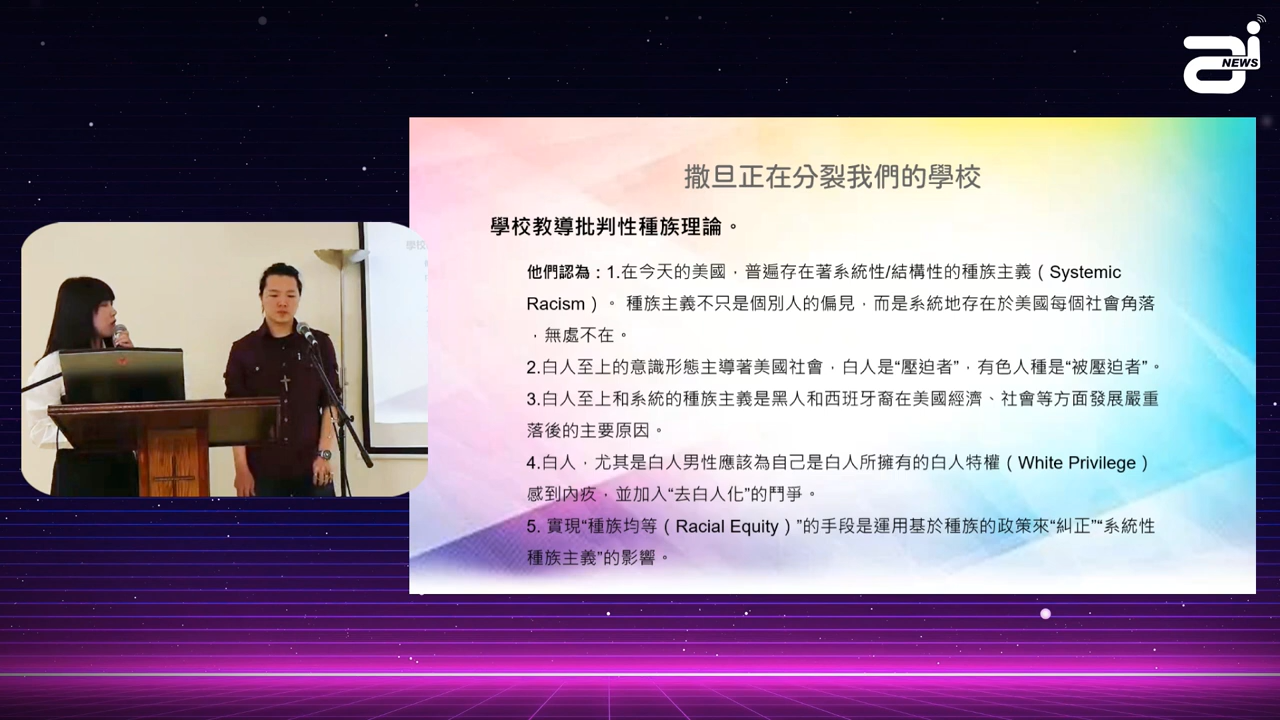 ai NEWS
撒旦正在分裂我們的學校
學校教導批判性種族理論。
他們認為：1.在今天的美國，普遍存在著系統性/結構性的種族主義（Systemic
Racism）。 種族主義不只是個別人的偏見，而是系統地存在於美國每個社會角落
，無處不在。
2.白人至上的意識形態主導著美國社會，白人是“壓迫者”，有色人種是“被壓迫者”。
3.白人至上和系統的種族主義是黑人和西班牙裔在美國經濟、社會等方面發展嚴重
落後的主要原因。
4.白人，尤其是白人男性應該為自己是白人所擁有的白人特權（White Privilege）
感到內疚，並加入“去白人化”的鬥爭。
5. 實現“種族均等（Racial Equity）”的手段是運用基於種族的政策來“糾正”“系統性
種族主義”的影響。